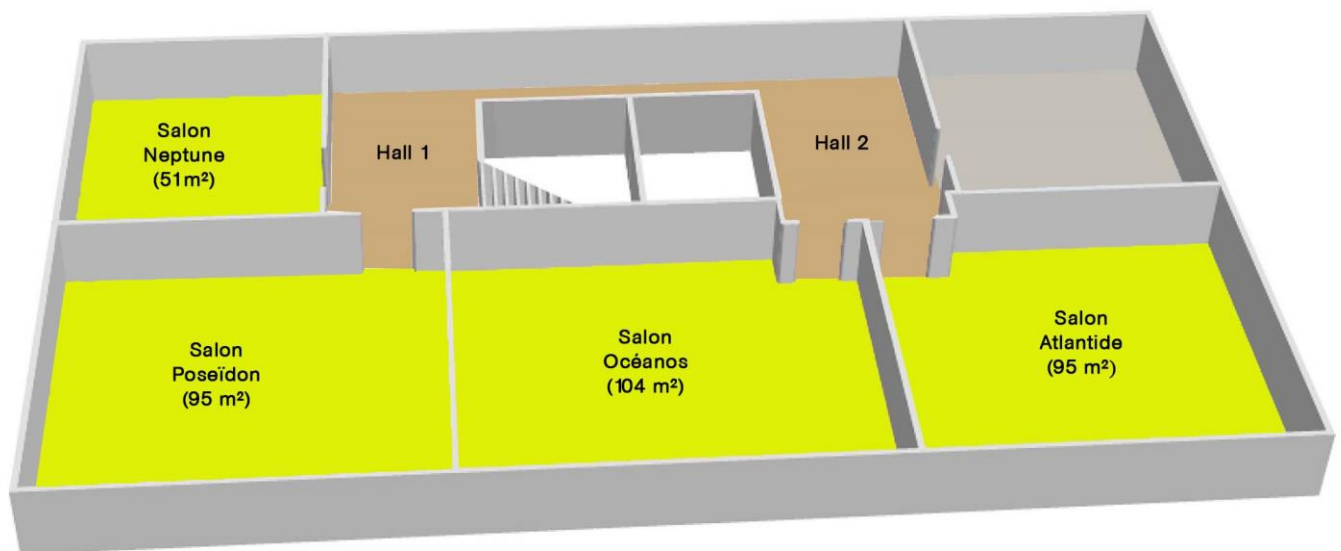 Salon
Neptune
(51m²)
Hall 1
Hall 2
Salon
Poseïdon
(95 m²)
Salon
Océanos
(104 m²)
Salon
Atlantide
(95 m²)